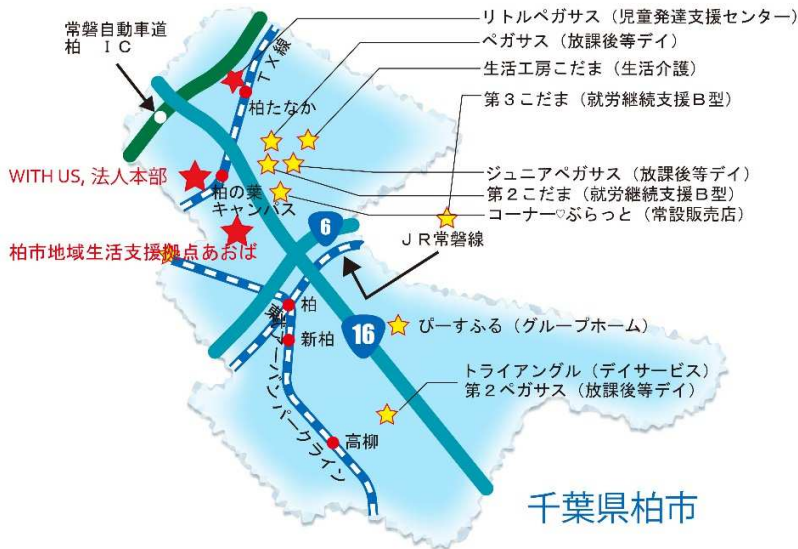 リトルペガサス（児童発達支援センター）
常磐自動車道
柏　ＩＣ
ペガサス（放課後等デイ）
ＴＸ線
生活工房こだま（生活介護）
柏たなか
第３こだま（就労継続支援Ｂ型）
WITH US, 法人本部
ジュニアペガサス（放課後等デイ）
柏の葉
キャンパス
第２こだま（就労継続支援Ｂ型）
コーナー♡ぷらっと（常設販売店）
6
ＪＲ常磐線
柏市地域生活支援拠点あおば
柏
16
ぴーすふる（グループホーム）
新柏
東武アーバンパークライン
トライアングル（デイサービス）
第２ペガサス（放課後等デイ）
高柳
千葉県柏市